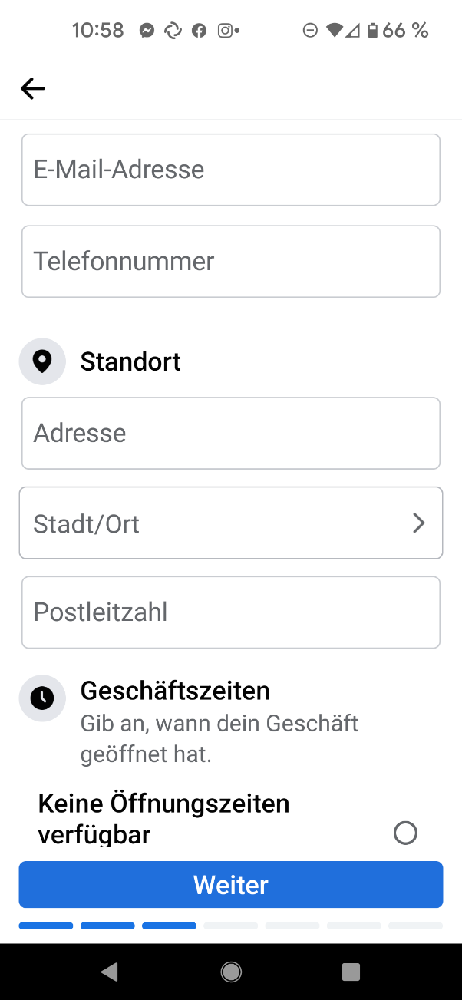 10:58 66 %
E-Mail-Adresse
Telefonnummer
Standort
Adresse
Stadt/Ort
Postleitzahl
Geschäftszeiten
Gib an, wann dein Geschäft
geöffnet hat.
Keine Öffnungszeiten
verfügbar
Weiter